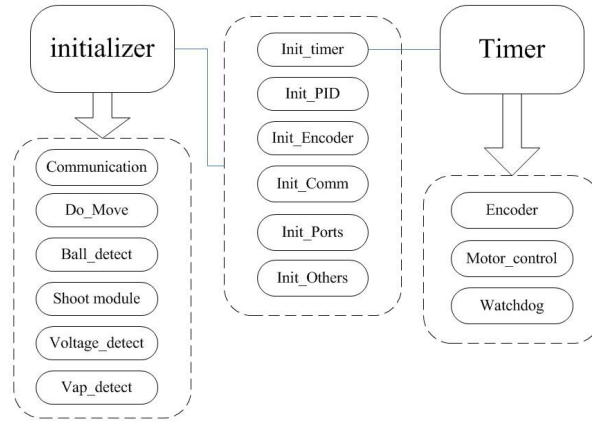 initializer
Communication
Do_Move
Ball_detect
Shoot module
Voltage_detect
Vap_detect
Init_timer
Init_PID
Init_Encoder
Init_Comm
Init_Ports
Init_Others
Timer
Encoder
Motor_control
Watchdog